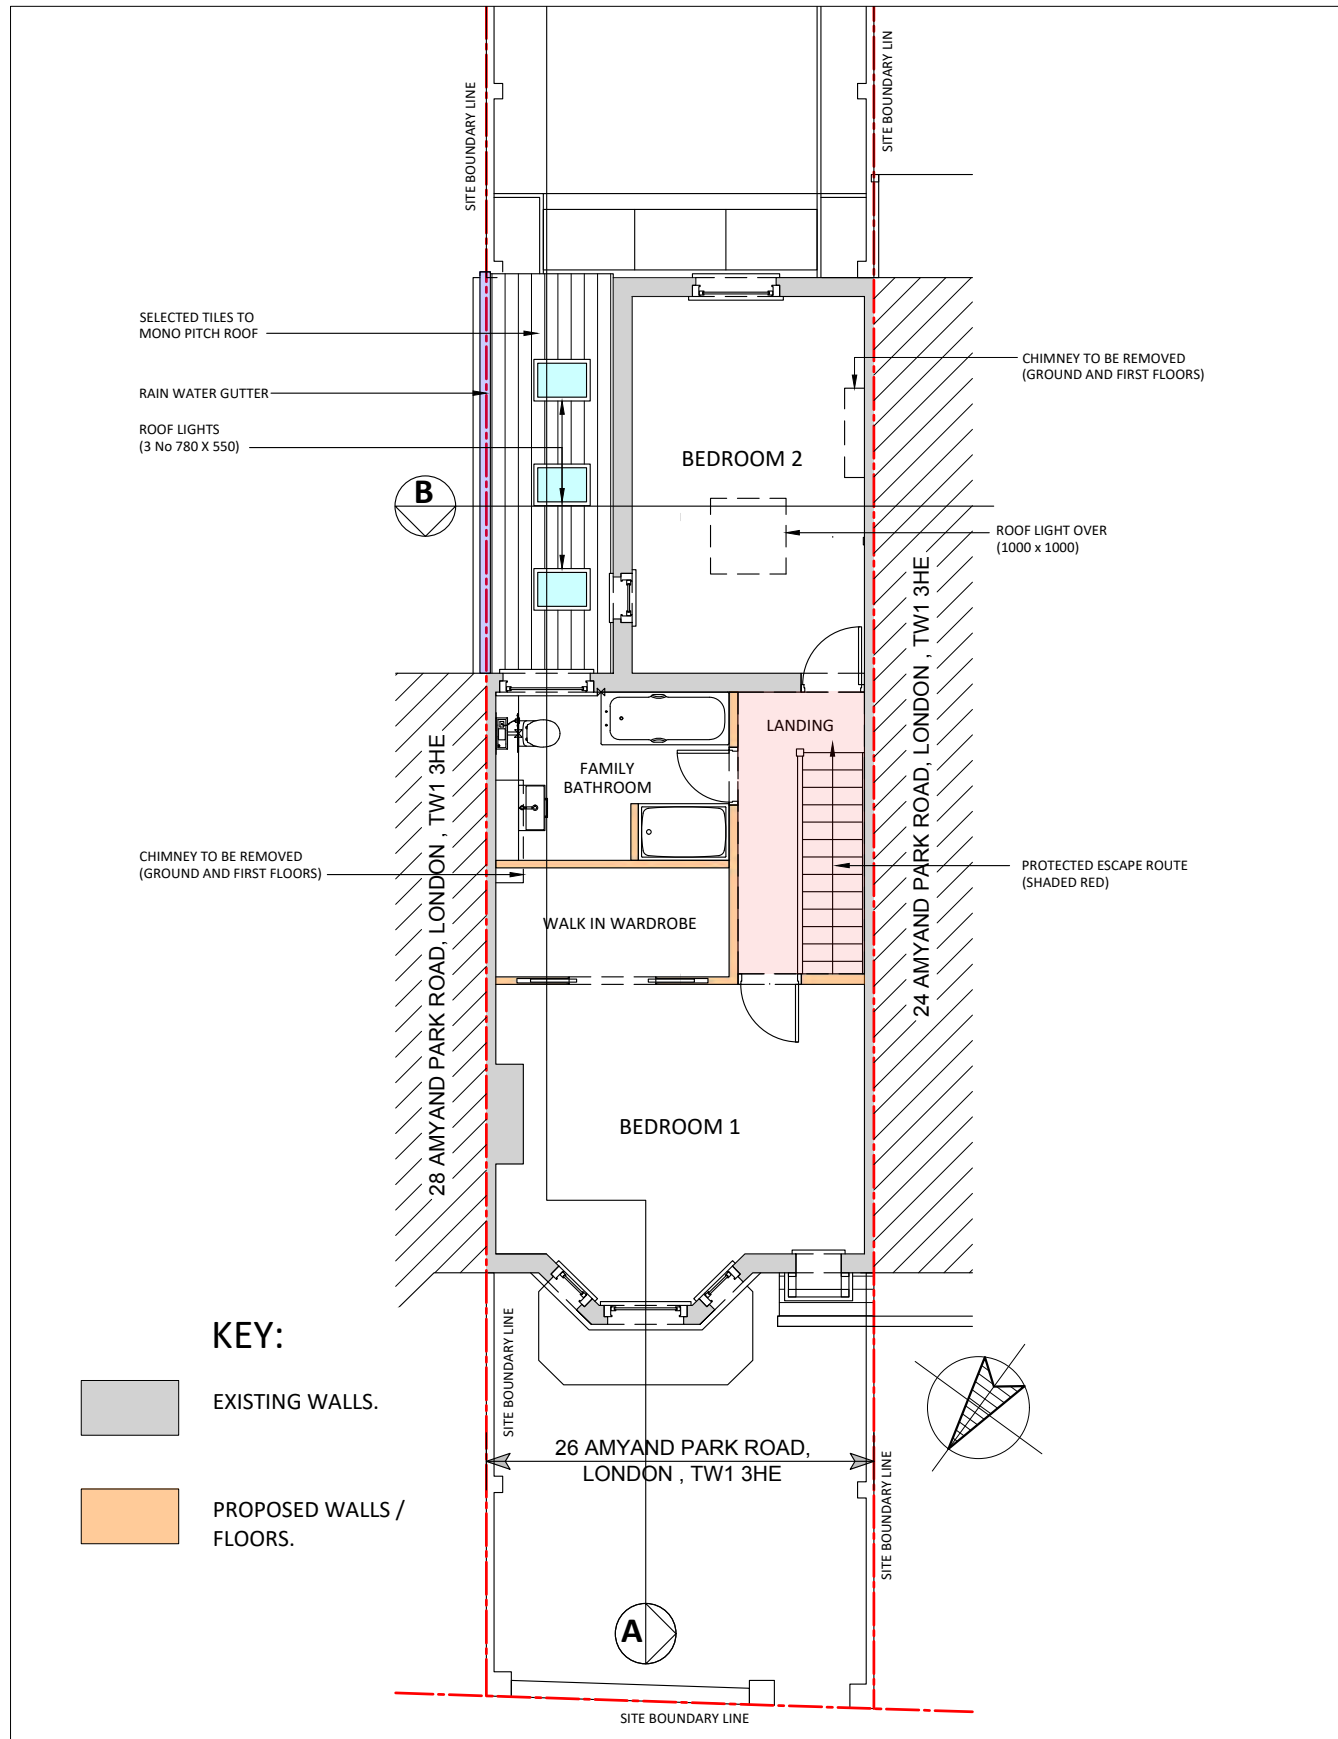 SITE BOUNDARY LINE
SITE BOUNDARY LIN
SELECTED TILES TO
MONO PITCH ROOF
RAIN WATER GUTTER
ROOF LIGHTS
(3 No 780 X 550)
CHIMNEY TO BE REMOVED
(GROUND AND FIRST FLOORS)
BEDROOM 2
B
ROOF LIGHT OVER
(1000 x 1000)
28 AMYAND PARK ROAD, LONDON , TW1 3HE
24 AMYAND PARK ROAD, LONDON , TW1 3HE
LANDING
FAMILY
BATHROOM
CHIMNEY TO BE REMOVED
(GROUND AND FIRST FLOORS)
PROTECTED ESCAPE ROUTE
(SHADED RED)
WALK IN WARDROBE
BEDROOM 1
KEY:
EXISTING WALLS.
PROPOSED WALLS /
FLOORS.
SITE BOUNDARY LINE
26 AMYAND PARK ROAD,
LONDON , TW1 3HE
SITE BOUNDARY LINE
A
SITE BOUNDARY LINE